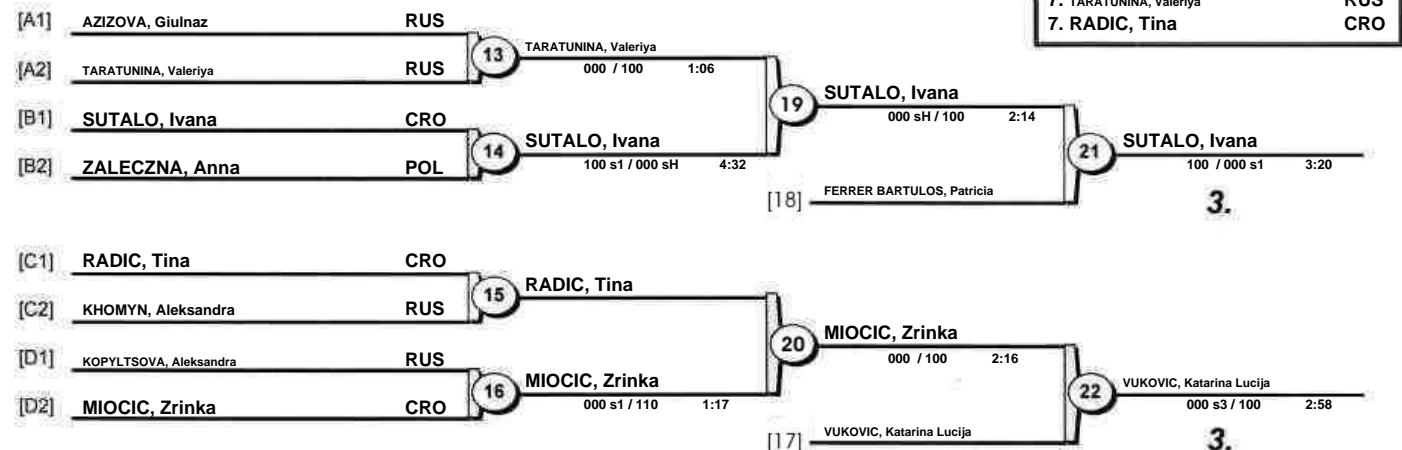 7. TARATUNINA, Valeriya RUS
7. RADIC, Tina CRO
[A1] AZIZOVA, Giulnaz RUS
13 TARATUNINA, Valeriya
000 / 100 1:06
[A2] TARATUNINA, Valeriya RUS
19 SUTALO, Ivana
000 sH / 100 2:14
[B1] SUTALO, Ivana CRO
14 SUTALO, Ivana
100 s1 / 000 sH 4:32
[B2] ZALECZNA, Anna POL
21 SUTALO, Ivana
100 / 000 s1 3:20
[18] FERRER BARTULOS, Patricia
3.
[C1] RADIC, Tina CRO
15 RADIC, Tina
[C2] KHOMYN, Aleksandra RUS
20 MIOCIC, Zrinka
000 / 100 2:16
[D1] KOPYLTSOVA, Aleksandra RUS
16 MIOCIC, Zrinka
000 s1 / 110 1:17
[D2] MIOCIC, Zrinka CRO
22 VUKOVIC, Katarina Lucija
000 s3 / 100 2:58
[17] VUKOVIC, Katarina Lucija
3.